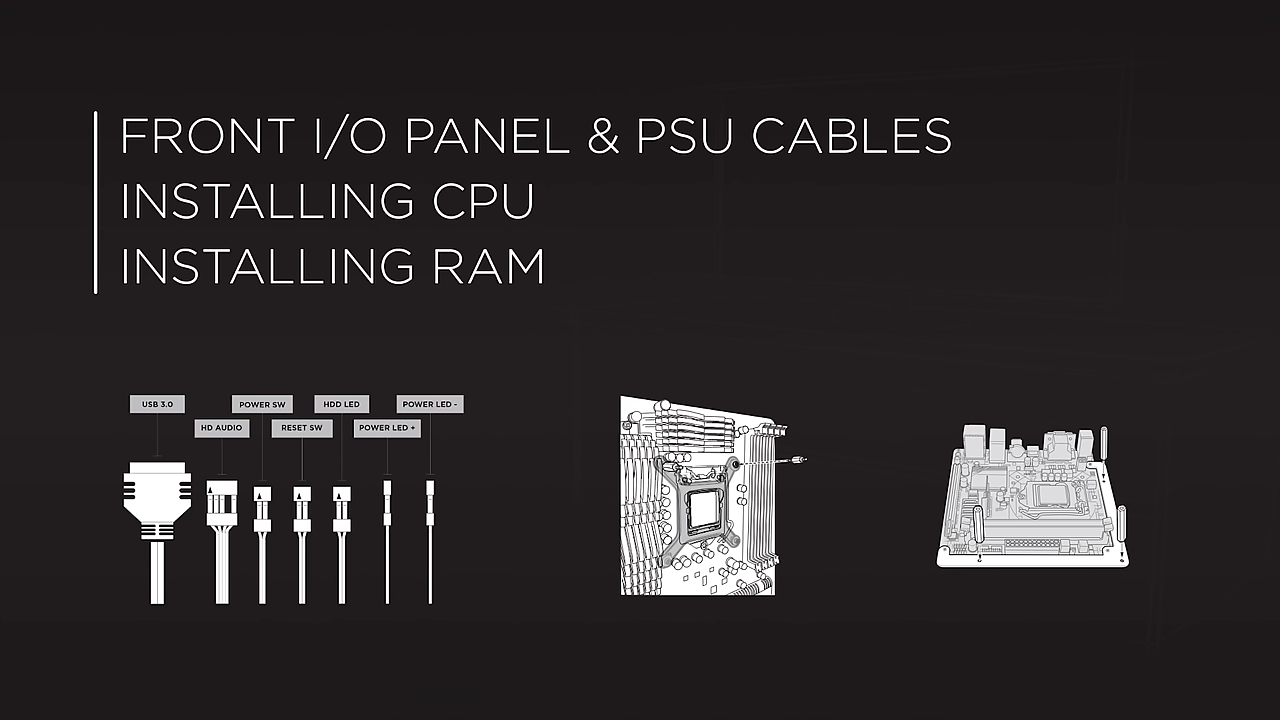 FRONT I/O PANEL & PSU CABLES
INSTALLING CPU
INSTALLING RAM
USB 3.0
POWER SW
HDD LED
POWER LED -
HD AUDIO
RESET SW
POWER LED +